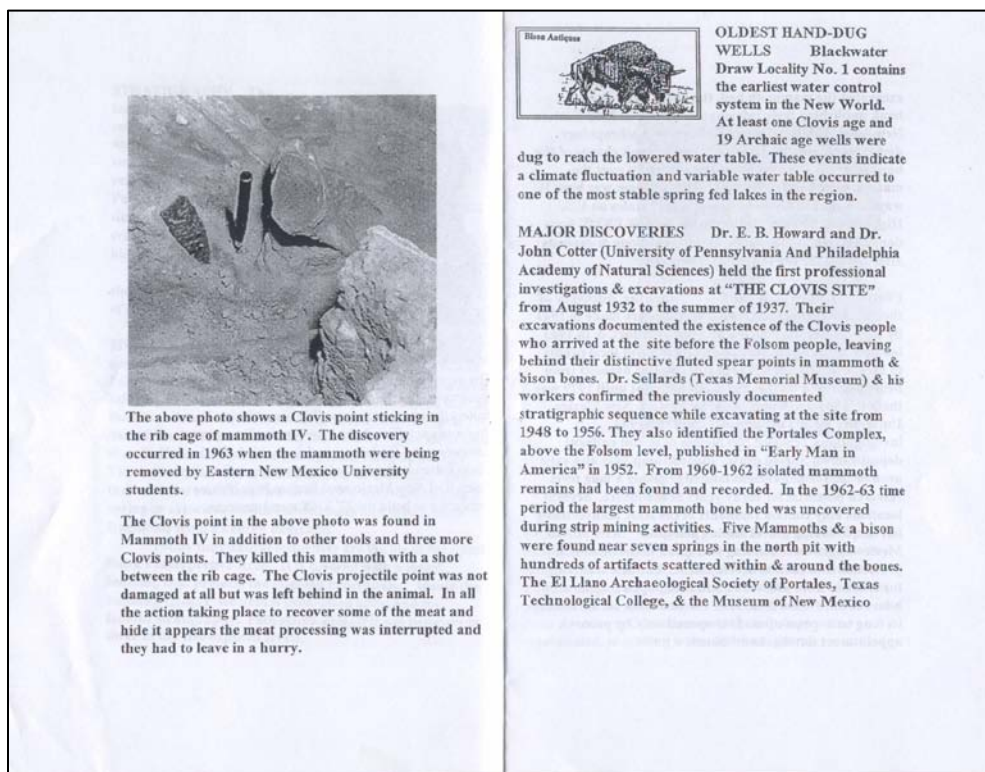 The above photo shows a Clovis point sticking in
the rib cage of mammoth IV. The discovery
occurred in 1963 when the mammoth were being
removed by Eastern New Mexico University
students.
The Clovis point in the above photo was found in
Mammoth IV in addition to other tools and three more
Clovis points. They killed this mammoth with a shot
between the rib cage. The Clovis projectile point was not
damaged at all but was left behind in the animal. In all
the action taking place to recover some of the meat and
hide it appears the meat processing was interrupted and
they had to leave in a hurry.
Bison Antiquus
OLDEST HAND-DUG
WELLS Blackwater
Draw Locality No. 1 contains
the earliest water control
system in the New World.
At least one Clovis age and
19 Archaic age wells were
dug to reach the lowered water table. These events indicate
a climate fluctuation and variable water table occurred to
one of the most stable spring fed lakes in the region.
MAJOR DISCOVERIES Dr. E. B. Howard and Dr.
John Cotter (University of Pennsylvania And Philadelphia
Academy of Natural Sciences) held the first professional
investigations & excavations at “THE CLOVIS SITE”
from August 1932 to the summer of 1937. Their
excavations documented the existence of the Clovis people
who arrived at the site before the Folsom people, leaving
behind their distinctive fluted spear points in mammoth &
bison bones. Dr. Sellards (Texas Memorial Museum) & his
workers confirmed the previously documented
stratigraphic sequence while excavating at the site from
1948 to 1956. They also identified the Portales Complex,
above the Folsom level, published in “Early Man in
America” in 1952. From 1960-1962 isolated mammoth
remains had been found and recorded. In the 1962-63 time
period the largest mammoth bone bed was uncovered
during strip mining activities. Five Mammoths & a bison
were found near seven springs in the north pit with
hundreds of artifacts scattered within & around the bones.
The El Llano Archaeological Society of Portales, Texas
Technological College, & the Museum of New Mexico